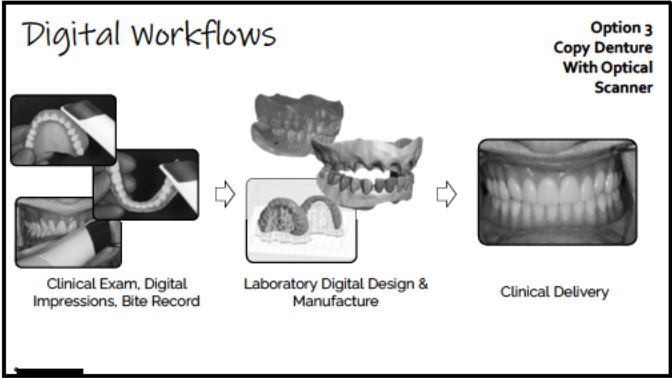 Digital Workflows
Option 3
Copy Denture
With Optical
Scanner
Clinical Exam, Digital
Impressions, Bite Record
Laboratory Digital Design &
Manufacture
Clinical Delivery